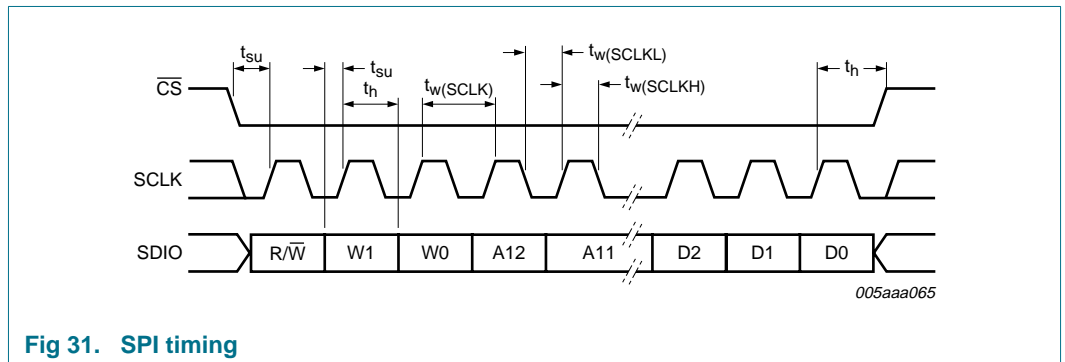 tsu
tsu
tw(SCLKL)
th
CS
th
tw(SCLK)
tw(SCLKH)
SCLK
SDIO
R/W
W1
W0
A12
A11
D2
D1
D0
005aaa065
Fig 31. SPI timing